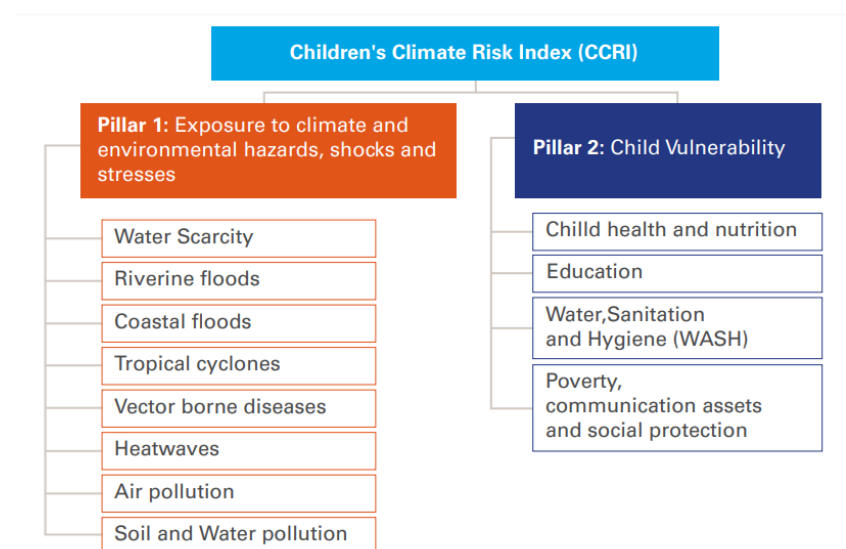 Children's Climate Risk Index (CCRI)
Pillar 1: Exposure to climate and
environmental hazards, shocks and
stresses
Water Scarcity
Riverine floods
Coastal floods
Tropical cyclones
Vector borne diseases
Heatwaves
Air pollution
Soil and Water pollution
Pillar 2: Child Vulnerability
Chilld health and nutrition
Education
Water,Sanitation
and Hygiene (WASH)
Poverty,
communication assets
and social protection